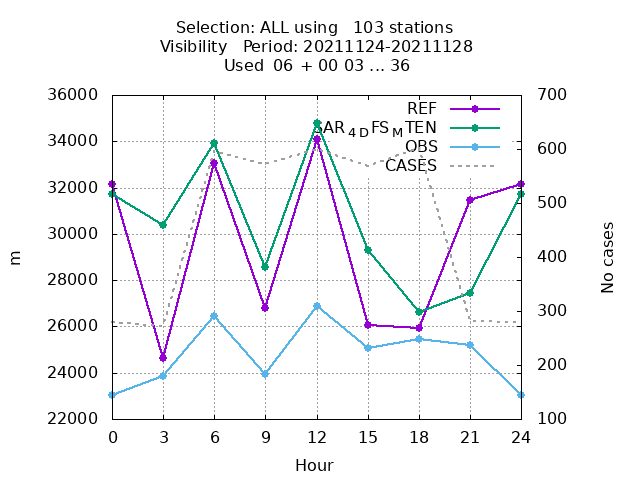 Selection: ALL using   103 stations
Visibility   Period: 20211124-20211128
Used  06 + 00 03 ... 36
36000
34000
32000
30000
28000
26000
24000
22000
m
700
600
500
400
300
200
100
No cases
REF
SAR4DFSMTEN
OBS
CASES
0 3 6 9 12 15 18 21 24
Hour